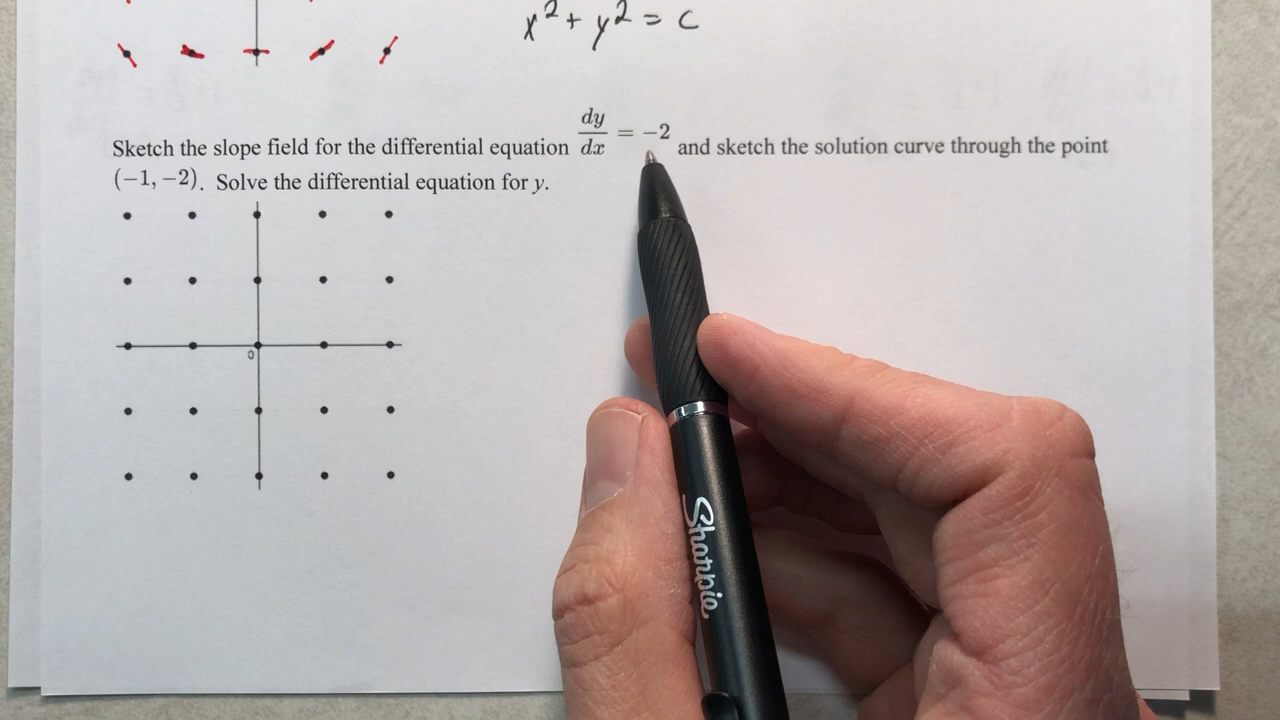 x² + y² = c
Sketch the slope field for the differential equation dy/dx = −2 and sketch the solution curve through the point
(−1, −2). Solve the differential equation for y.
0
Sharpie